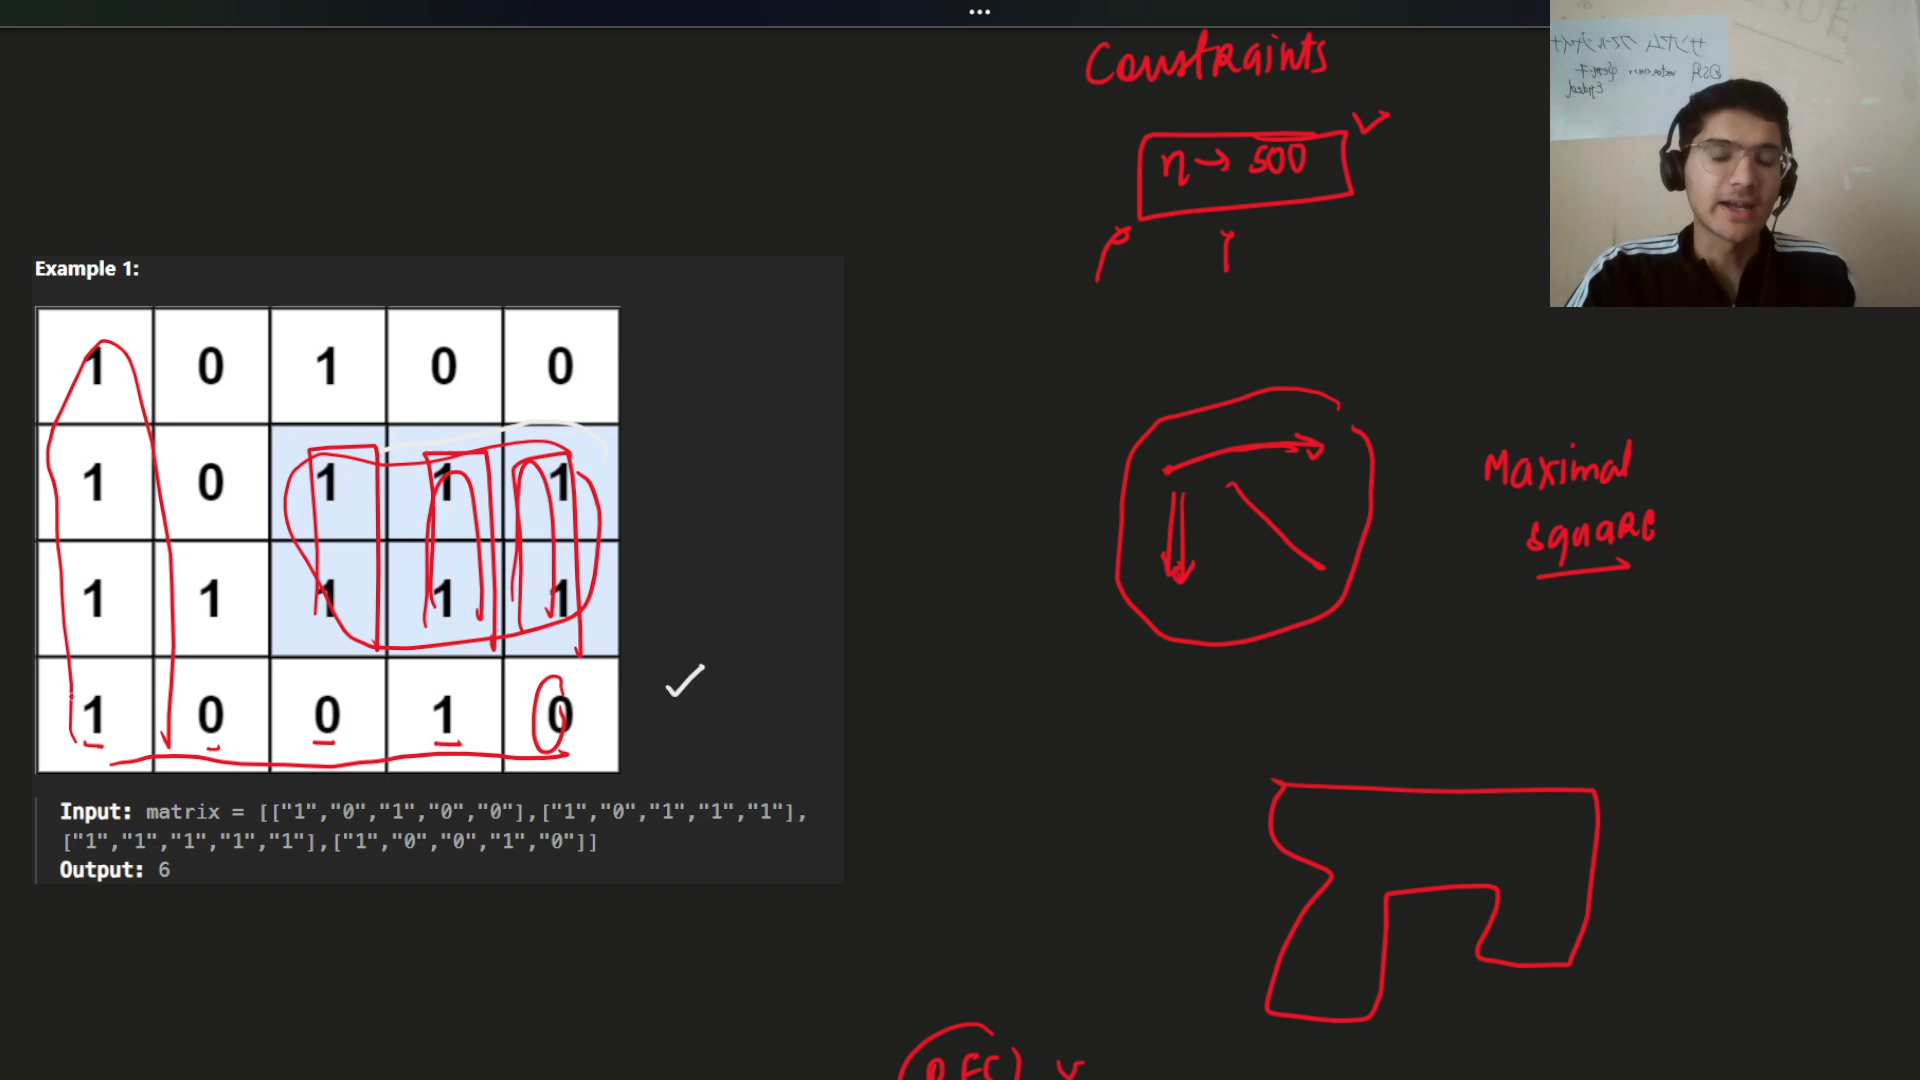 Constraints
n → 500
Example 1:
1 0 1 0 0
1 0 1 1 1
1 1 1 1 1
1 0 0 1 0
Maximal
square
Input: matrix = [["1","0","1","0","0"],["1","0","1","1","1"],
["1","1","1","1","1"],["1","0","0","1","0"]]
Output: 6